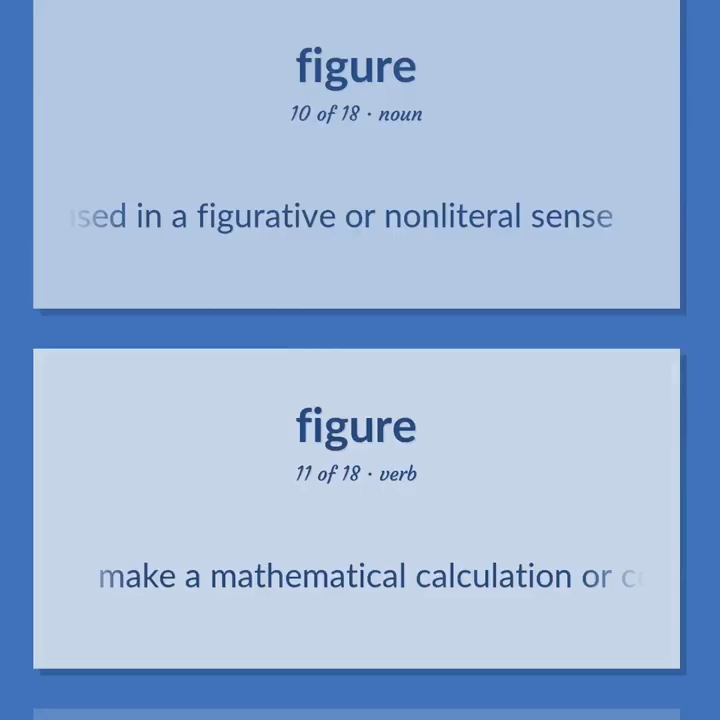 figure
10 of 18 · noun
used in a figurative or nonliteral sense
figure
11 of 18 · verb
make a mathematical calculation or